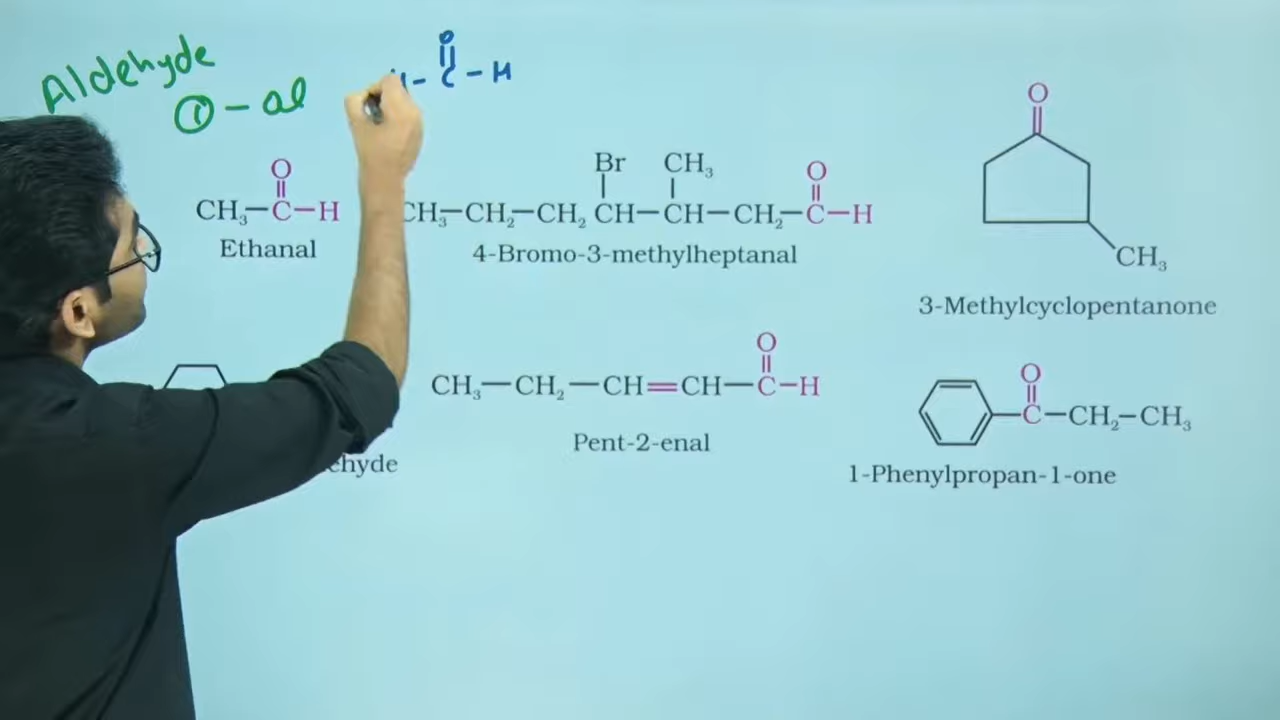 Aldehyde
① - al
O
||
C - H
O
||
CH₃—C—H
Ethanal
Br CH₃ O
| | ||
CH₃—CH₂—CH₂ CH—CH—CH₂—C—H
4-Bromo-3-methylheptanal
O
||
CH₃
3-Methylcyclopentanone
O
||
CH₃—CH₂—CH=CH—C—H
Pent-2-enal
O
||
C—CH₂—CH₃
1-Phenylpropan-1-one